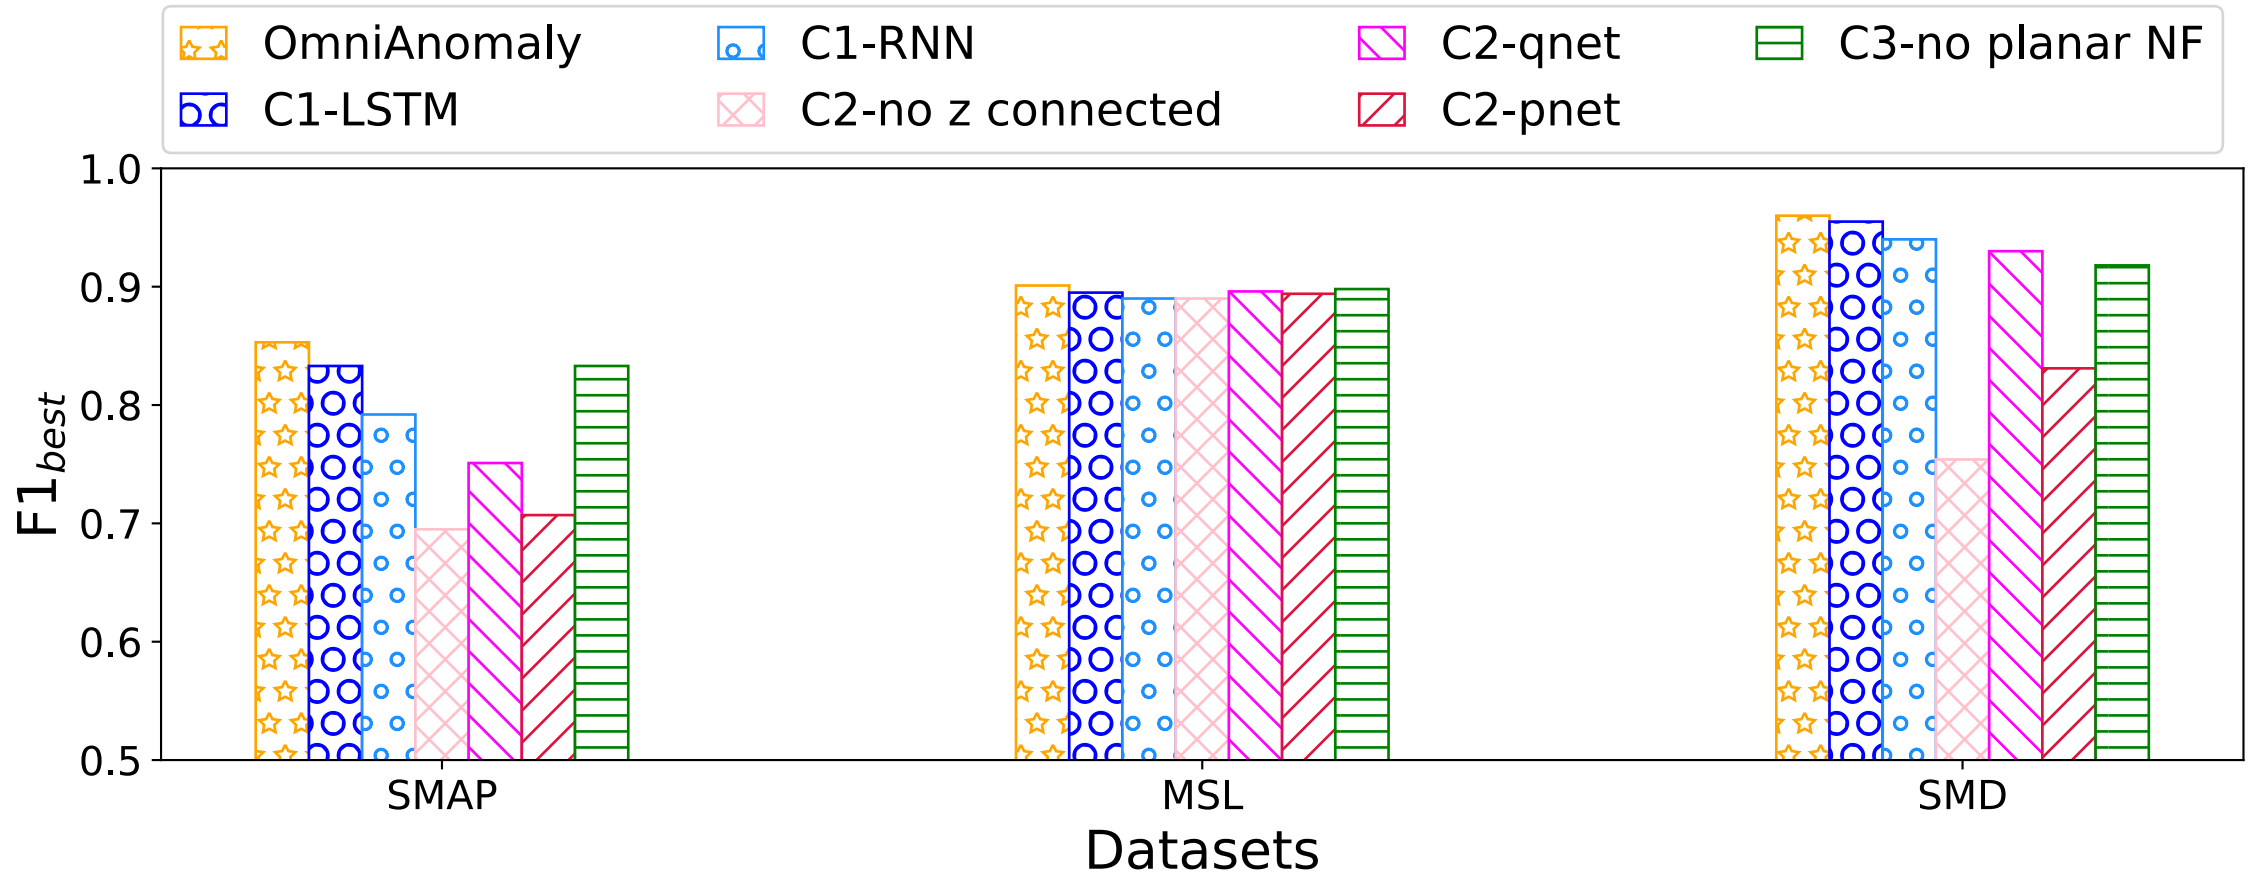 OmniAnomaly C1-RNN C2-qnet C3-no planar NF
C1-LSTM C2-no z connected C2-pnet
1.0
0.9
0.8
0.7
0.6
0.5
F1best
SMAP MSL SMD
Datasets